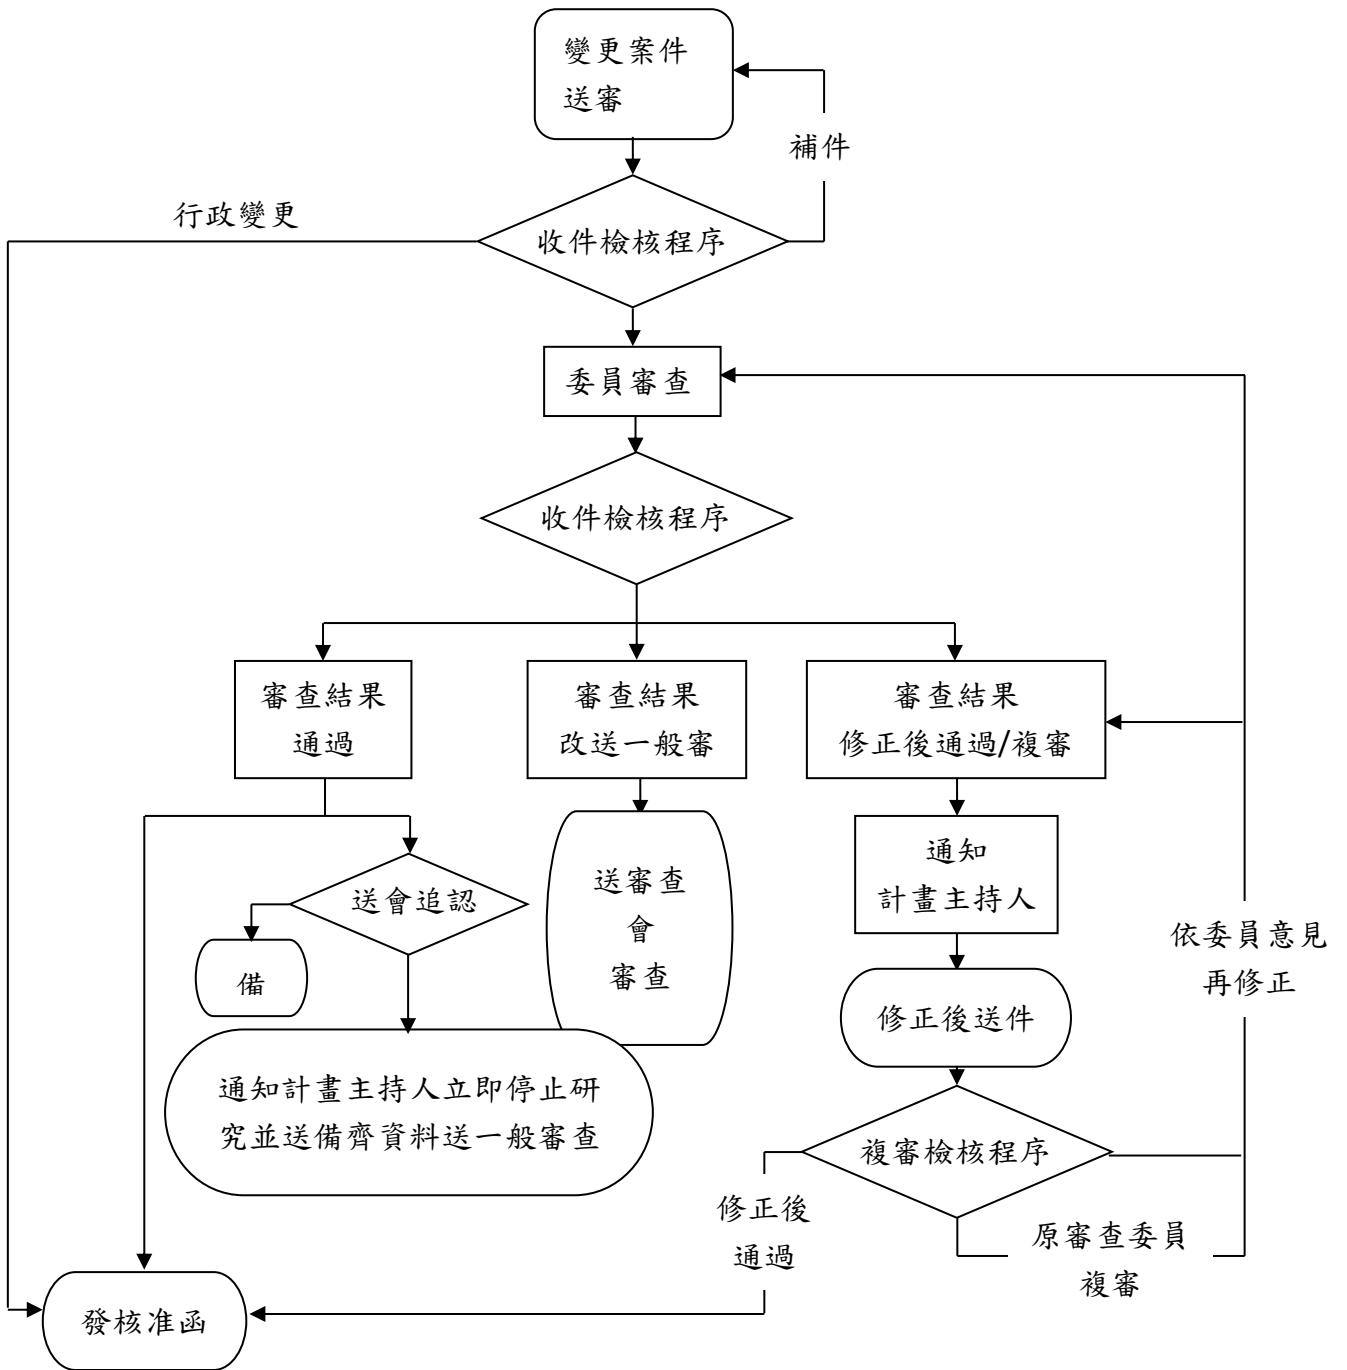 變更案件
送審
補件
行政變更
收件檢核程序
委員審查
收件檢核程序
審查結果
通過
審查結果
改送一般審
審查結果
修正後通過/複審
送會追認
備
送審查
會
審查
通知
計畫主持人
依委員意見
再修正
修正後送件
通知計畫主持人立即停止研
究並送備齊資料送一般審查
複審檢核程序
修正後
通過
原審查委員
複審
發核准函